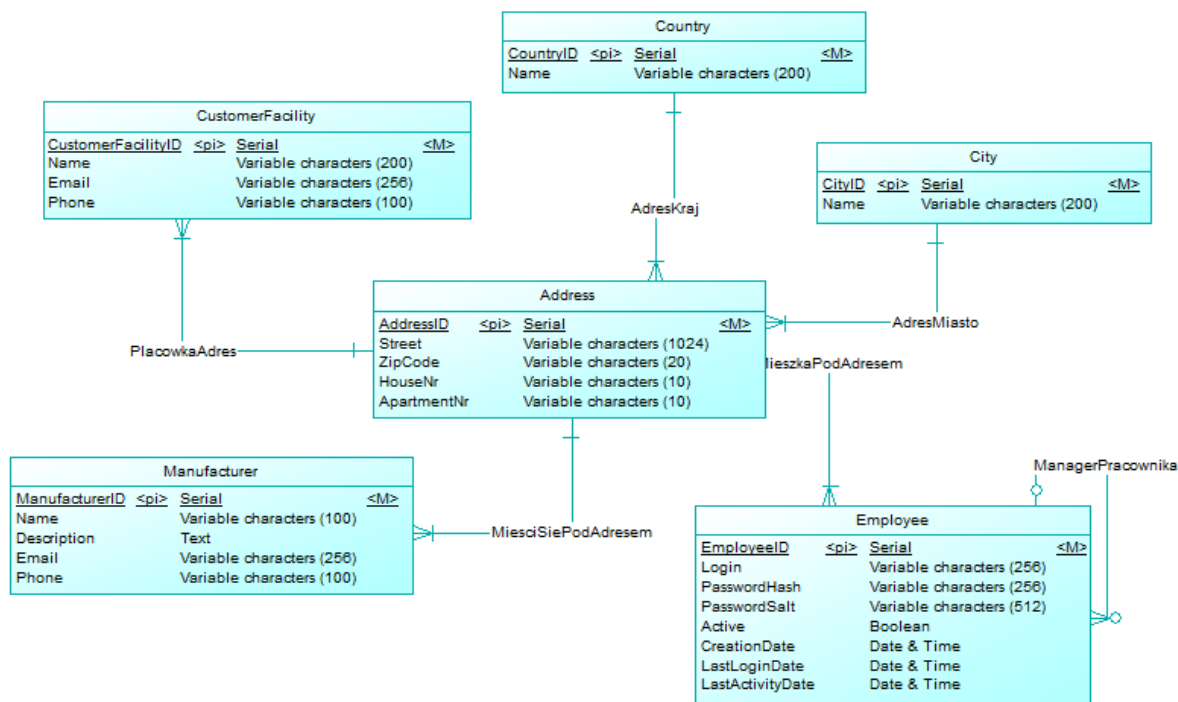 Country
CountryID <pi> Serial <M>
Name Variable characters (200)
CustomerFacility
CustomerFacilityID <pi> Serial <M>
Name Variable characters (200)
Email Variable characters (256)
Phone Variable characters (100)
City
CityID <pi> Serial <M>
Name Variable characters (200)
AdresKraj
Address
AddressID <pi> Serial <M>
Street Variable characters (1024)
ZipCode Variable characters (20)
HouseNr Variable characters (10)
ApartmentNr Variable characters (10)
AdresMiasto
PlacowkaAdres
ieszkaPodAdresem
Manufacturer
ManufacturerID <pi> Serial <M>
Name Variable characters (100)
Description Text
Email Variable characters (256)
Phone Variable characters (100)
MiesciSiePodAdresem
ManagerPracownika
Employee
EmployeeID <pi> Serial <M>
Login Variable characters (256)
PasswordHash Variable characters (256)
PasswordSalt Variable characters (512)
Active Boolean
CreationDate Date & Time
LastLoginDate Date & Time
LastActivityDate Date & Time